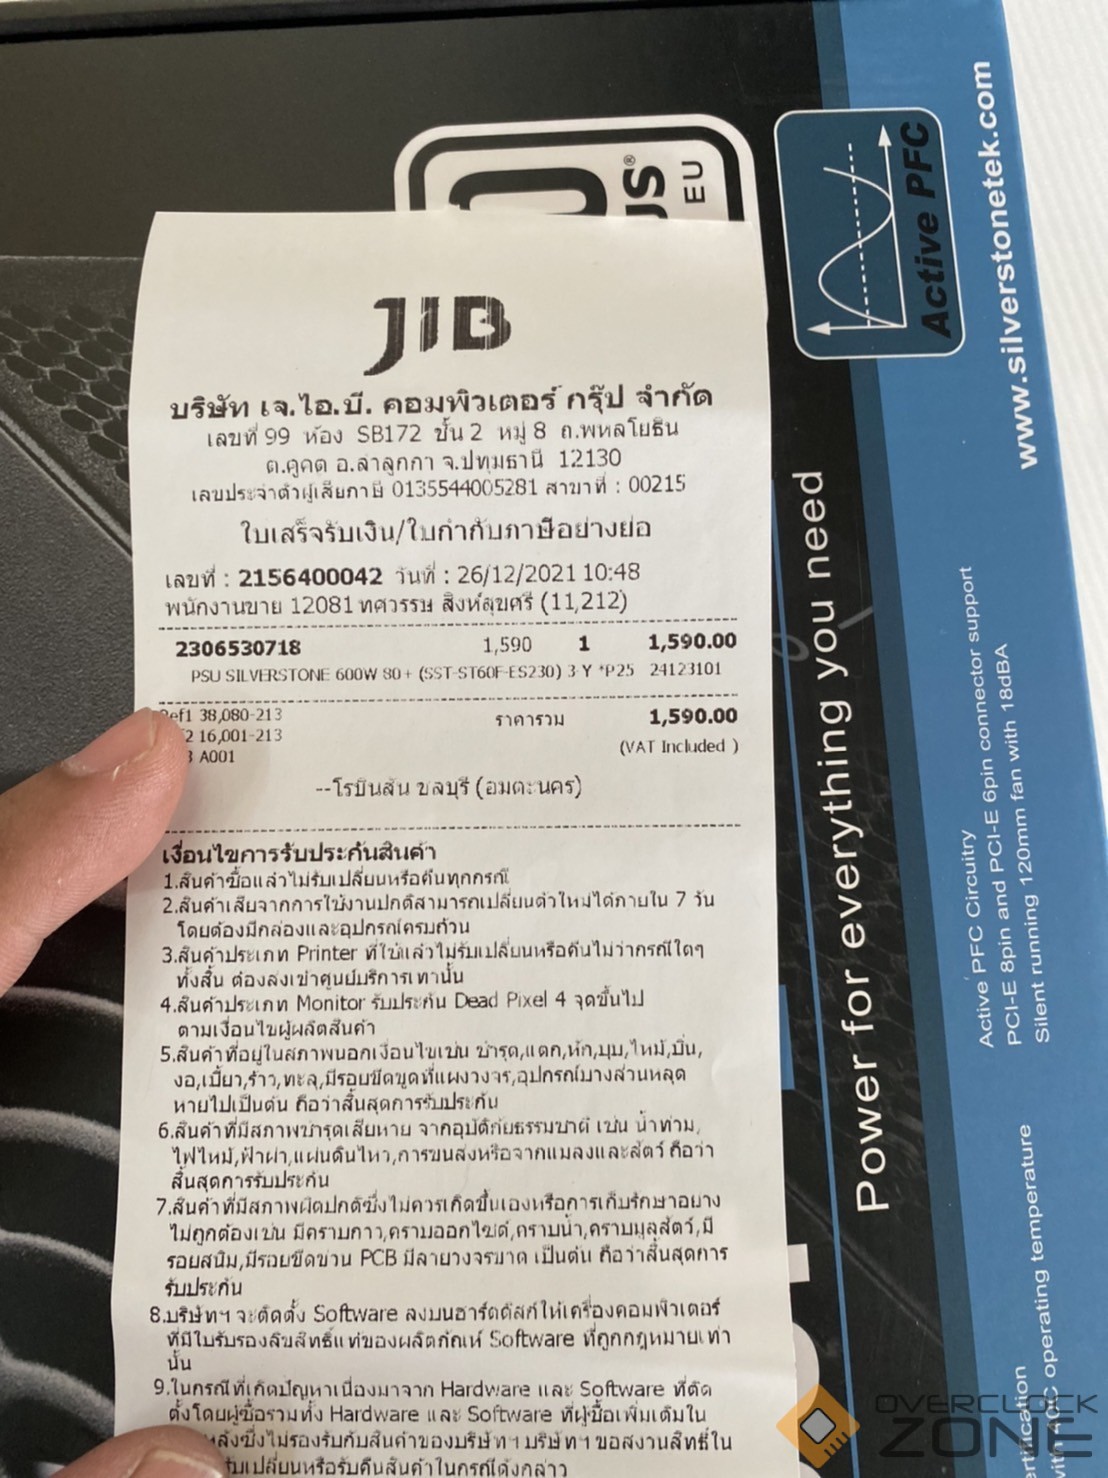 JIB
บริษัท เจ.ไอ.บี. คอมพิวเตอร์ กรุ๊ป จำกัด
เลขที่ 99 ห้อง SB172 ชั้น 2 หมู่ 8 ถ.พหลโยธิน
ต.คูคต อ.ลำลูกกา จ.ปทุมธานี 12130
เลขประจำตัวผู้เสียภาษี 0135544005281 สาขาที่ : 00215
ใบเสร็จรับเงิน/ใบกำกับภาษีอย่างย่อ
เลขที่ : 2156400042 วันที่ : 26/12/2021 10:48
พนักงานขาย 12081 ทศวรรษ สิงห์สุขศรี (11,212)
2306530718 1,590 1 1,590.00
PSU SILVERSTONE 600W 80+ (SST-ST60F-ES230) 3 Y *P25 24123101
Ref1 38,080-213 ราคารวม 1,590.00
16,001-213 (VAT Included )
A001
--โรบินสัน ชลบุรี (อมตะนคร)
เงื่อนไขการรับประกันสินค้า
1.สินค้าซื้อแล้วไม่รับเปลี่ยนหรือคืนทุกกรณี
2.สินค้าเสียจากการใช้งานปกติสามารถเปลี่ยนตัวใหม่ได้ภายใน 7 วัน
โดยต้องมีกล่องและอุปกรณ์ครบถ้วน
3.สินค้าประเภท Printer ที่ใช้แล้วไม่รับเปลี่ยนหรือคืนไม่ว่ากรณีใดๆ
ทั้งสิ้น ต้องส่งเข้าศูนย์บริการเท่านั้น
4.สินค้าประเภท Monitor รับประกัน Dead Pixel 4 จุดขึ้นไป
ตามเงื่อนไขผู้ผลิตสินค้า
5.สินค้าที่อยู่ในสภาพนอกเงื่อนไขเช่น ชำรุด,แตก,หัก,บุบ,ไหม้,บิ่น,
งอ,เบี้ยว,ร้าว,ทะลุ,มีรอยขีดขูดที่แผงวงจร,อุปกรณ์บางส่วนหลุด
หายไปเป็นต้น ถือว่าสิ้นสุดการรับประกัน
6.สินค้าที่มีสภาพชำรุดเสียหาย จากอุบัติภัยธรรมชาติ เช่น น้ำท่วม,
ไฟไหม้,ฟ้าผ่า,แผ่นดินไหว,การขนส่งหรือจากแมลงและสัตว์ ถือว่า
สิ้นสุดการรับประกัน
7.สินค้าที่มีสภาพผิดปกติซึ่งไม่ควรเกิดขึ้นเองหรือการเก็บรักษาอย่าง
ไม่ถูกต้องเช่น มีคราบกาว,คราบออกไซด์,คราบน้ำ,คราบมูลสัตว์,มี
รอยสนิม,มีรอยขีดข่วน PCB มีลายวงจรขาด เป็นต้น ถือว่าสิ้นสุดการ
รับประกัน
8.บริษัทฯ จะติดตั้ง Software ลงบนฮาร์ดดิสก์ให้เครื่องคอมพิวเตอร์
ที่มีใบรับรองลิขสิทธิ์แท้ของผลิตภัณฑ์ Software ที่ถูกกฎหมายเท่า
นั้น
9.ในกรณีที่เกิดปัญหาเนื่องมาจาก Hardware และ Software ที่ติด
ตั้งโดยผู้ซื้อรวมทั้ง Hardware และ Software ที่ผู้ซื้อเพิ่มเติมใน
ซึ่งไม่รองรับกับสินค้าของบริษัทฯ บริษัทฯ ขอสงวนสิทธิ์ใน
เปลี่ยนหรือรับคืนสินค้าในกรณีดังกล่าว
EU
Active PFC
www.silverstonetek.com
Power for everything you need
Active PFC Circuitry
PCI-E 8pin and PCI-E 6pin connector support
Silent running 120mm fan with 18dBA
operating temperature
OVERCLOCK
ZONE